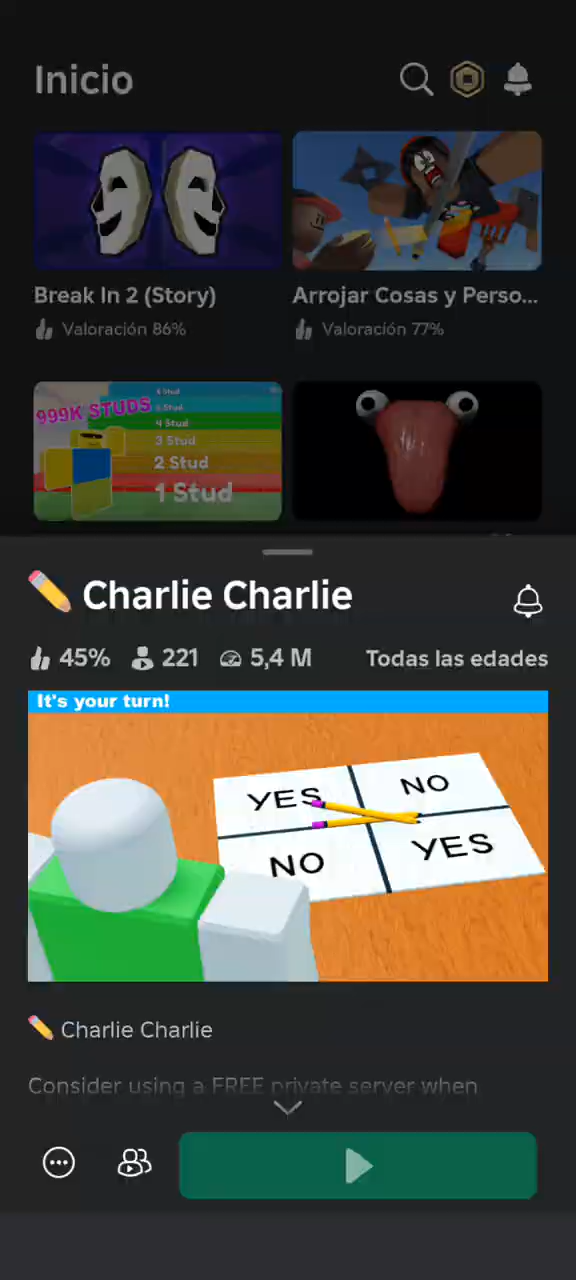 Inicio
Break In 2 (Story)
Arrojar Cosas y Perso...
Valoración 86%
Valoración 77%
999K STUDS
5 Stud
4 Stud
3 Stud
2 Stud
1 Stud
✏️ Charlie Charlie
45% 221 5,4 M Todas las edades
It's your turn!
YES NO
NO YES
✏️ Charlie Charlie
Consider using a FREE private server when